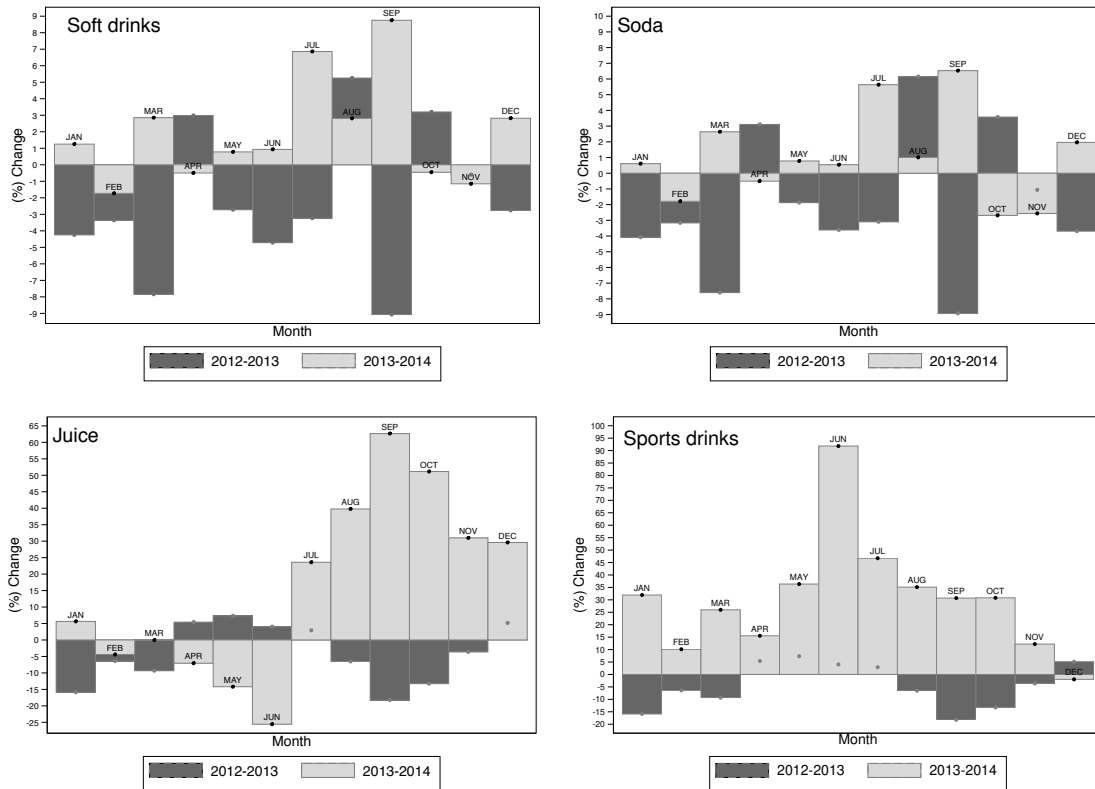 Soft drinks
(%) Change
9
8
7
6
5
4
3
2
1
0
-1
-2
-3
-4
-5
-6
-7
-8
-9
JAN
FEB
MAR
APR
MAY
JUN
JUL
AUG
SEP
OCT
NOV
DEC
Month
2012-2013 2013-2014
Soda
(%) Change
10
9
8
7
6
5
4
3
2
1
0
-1
-2
-3
-4
-5
-6
-7
-8
-9
JAN
FEB
MAR
APR
MAY
JUN
JUL
AUG
SEP
OCT
NOV
DEC
Month
2012-2013 2013-2014
Juice
(%) Change
65
60
55
50
45
40
35
30
25
20
15
10
5
0
-5
-10
-15
-20
-25
JAN
FEB
MAR
APR
MAY
JUN
JUL
AUG
SEP
OCT
NOV
DEC
Month
2012-2013 2013-2014
Sports drinks
(%) Change
100
95
90
85
80
75
70
65
60
55
50
45
40
35
30
25
20
15
10
5
0
-5
-10
-15
-20
JAN
FEB
MAR
APR
MAY
JUN
JUL
AUG
SEP
OCT
NOV
DEC
Month
2012-2013 2013-2014